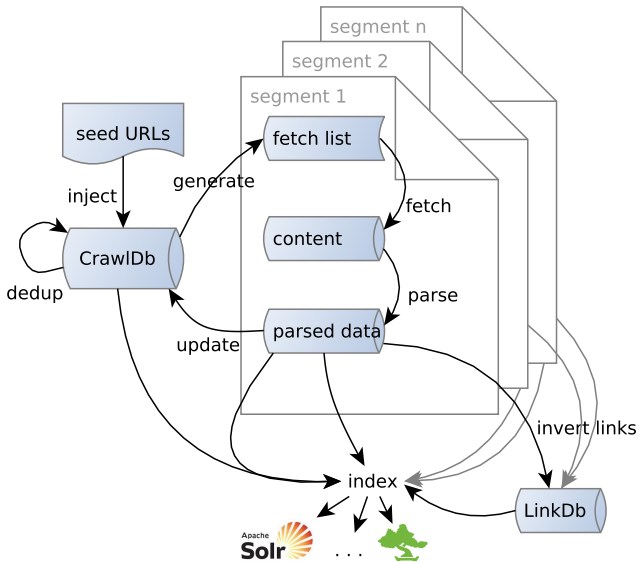 segment n
segment 2
segment 1
seed URLs
fetch list
generate
inject
fetch
content
CrawlDb
dedup
parse
parsed data
update
invert links
index
LinkDb
Apache
Solr
. . .